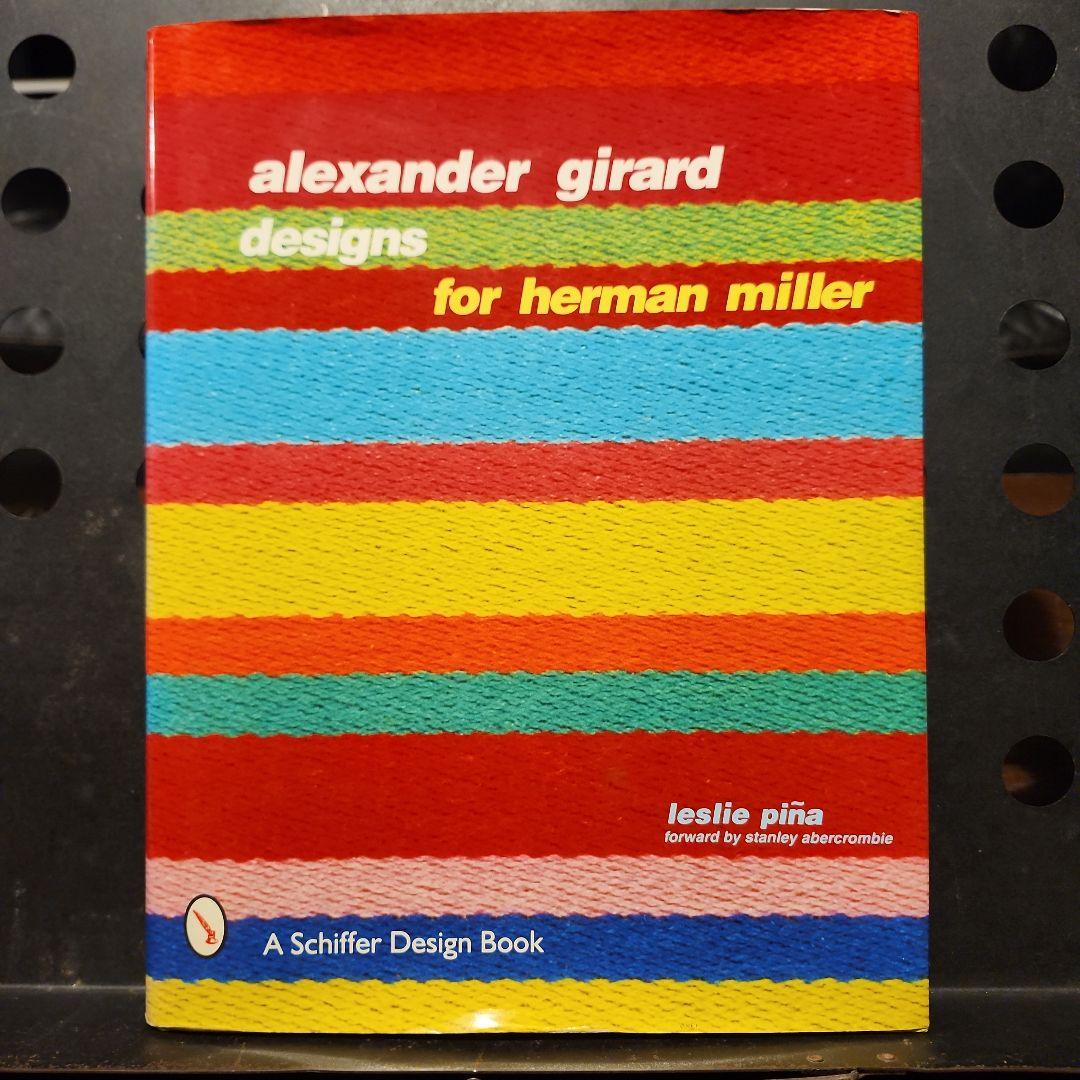 alexander girard
designs
for herman miller
leslie piña
forward by stanley abercrombie
A Schiffer Design Book